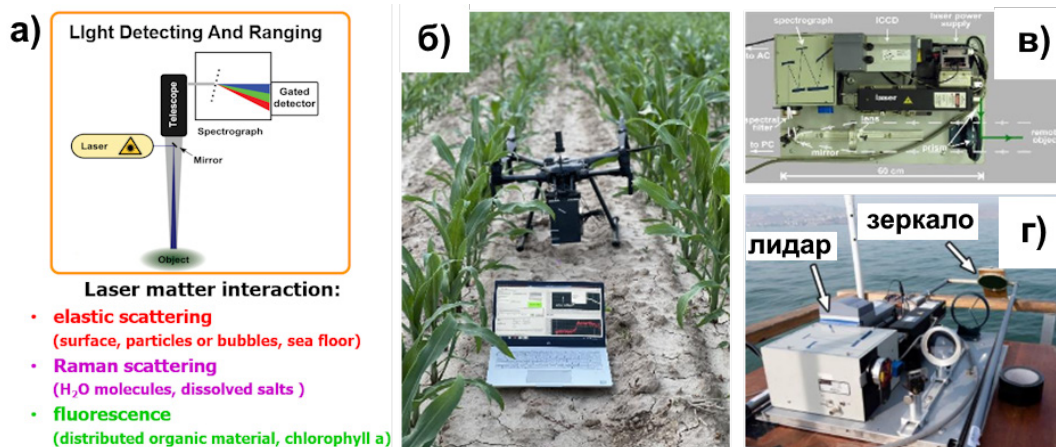 а)
LIght Detecting And Ranging
Telescope
Gated
detector
Spectrograph
Laser
Mirror
Object
Laser matter interaction:
• elastic scattering
(surface, particles or bubbles, sea floor)
• Raman scattering
(H₂O molecules, dissolved salts )
• fluorescence
(distributed organic material, chlorophyll a)
б)
в)
spectrograph
ICCD
laser power
supply
to AC
laser
spectral
filter
lens
remote
object
to PC
mirror
prism
60 cm
г)
зеркало
лидар